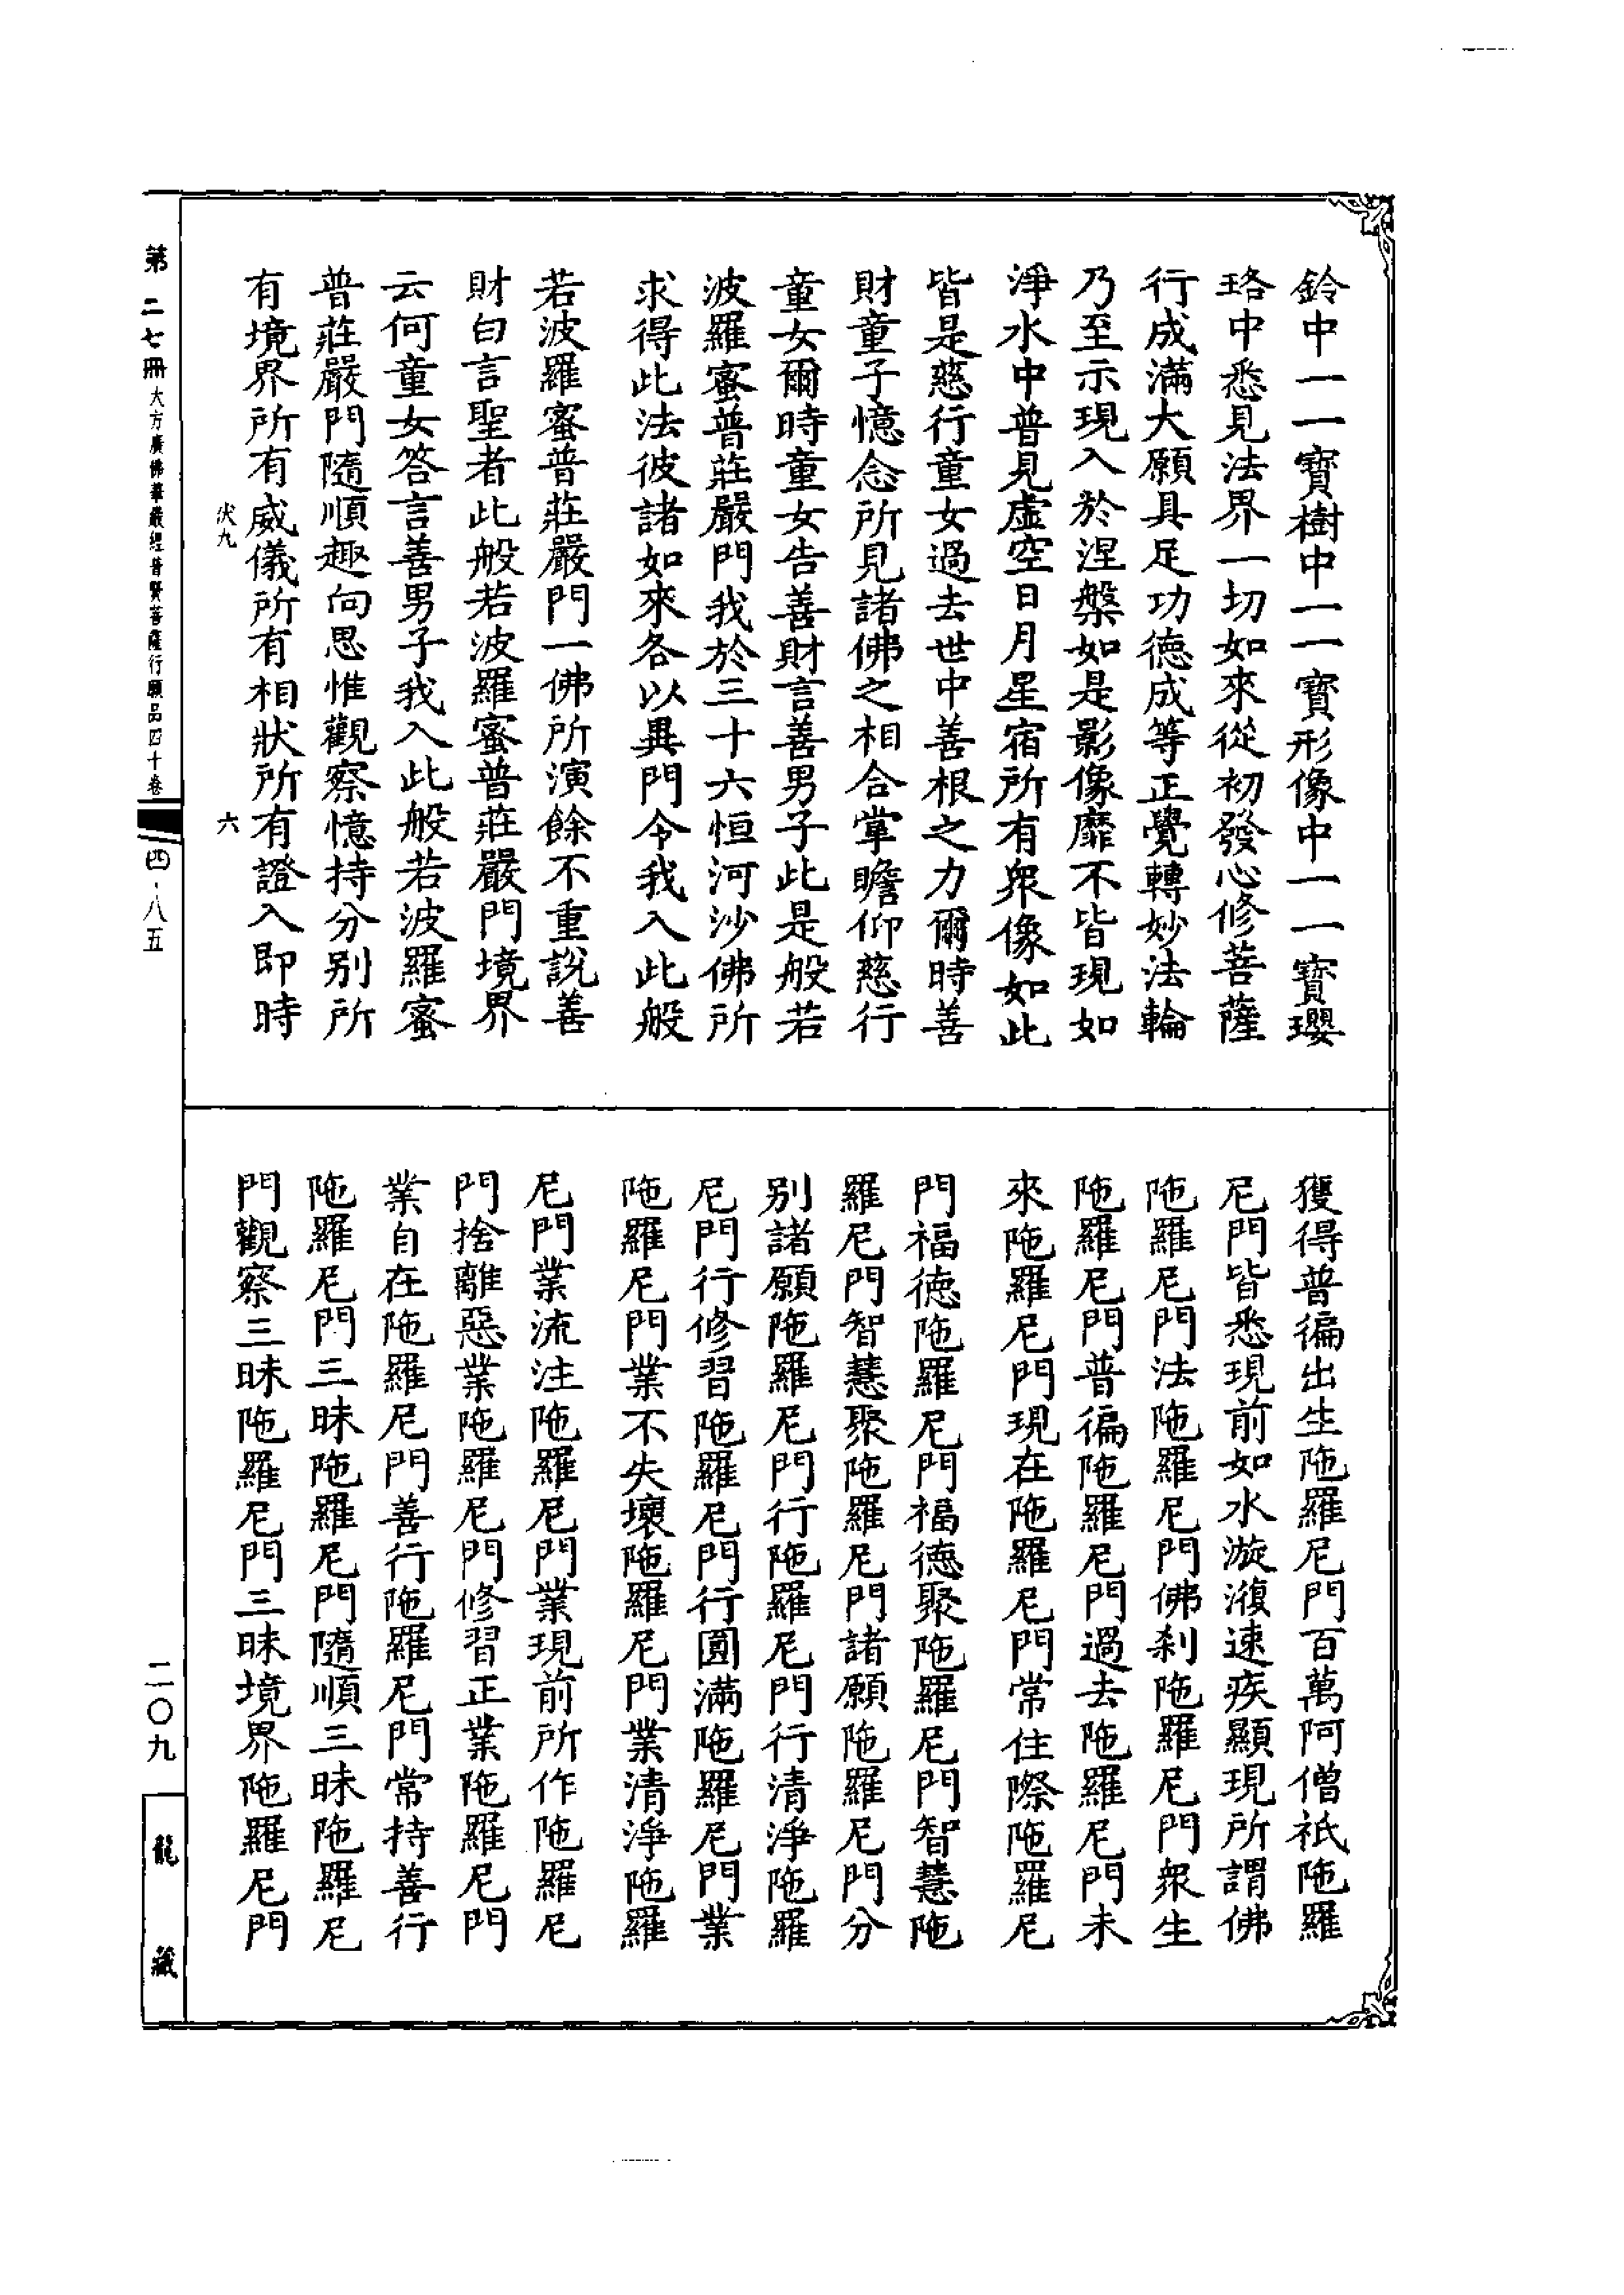 鈴中一一寶樹中一一寶形像中一一寶瓔
珞中悉見法界一切如來從初發心修菩薩
行成滿大願具足功德成等正覺轉妙法輪
乃至示現入於涅槃如是影像靡不皆現如
淨水中普見虛空日月星宿所有眾像如此
皆是慈行童女過去世中善根之力爾時善
財童子憶念所見諸佛之相合掌瞻仰慈行
童女爾時童女告善財言善男子此是般若
波羅蜜普莊嚴門我於三十六恒河沙佛所
求得此法彼諸如來各以異門令我入此般
若波羅蜜普莊嚴門一佛所演餘不重說善
財白言聖者此般若波羅蜜普莊嚴門境界
云何童女答言善男子我入此般若波羅蜜
普莊嚴門隨順趣向思惟觀察憶持分別所
有境界所有威儀所有相狀所有證入即時
伏九
六
獲得普徧出生陁羅尼門百萬阿僧祇陁羅
尼門皆悉現前如水漩澓速疾顯現所謂佛
陁羅尼門法陁羅尼門佛剎陁羅尼門眾生
陁羅尼門普徧陁羅尼門過去陁羅尼門未
來陁羅尼門現在陁羅尼門常住際陁羅尼
門福德陁羅尼門福德聚陁羅尼門智慧陁
羅尼門智慧聚陁羅尼門諸願陁羅尼門分
別諸願陁羅尼門行陁羅尼門行清淨陁羅
尼門行修習陁羅尼門行圓滿陁羅尼門業
陁羅尼門業不失壞陁羅尼門業清淨陁羅
尼門業流注陁羅尼門業現前所作陁羅尼
門捨離惡業陁羅尼門修習正業陁羅尼門
業自在陁羅尼門善行陁羅尼門常持善行
陁羅尼門三昧陁羅尼門隨順三昧陁羅尼
門觀察三昧陁羅尼門三昧境界陁羅尼門
第二七冊 大方廣佛華嚴經普賢菩薩行願品四十卷 (四)·八五
二〇九
龍藏